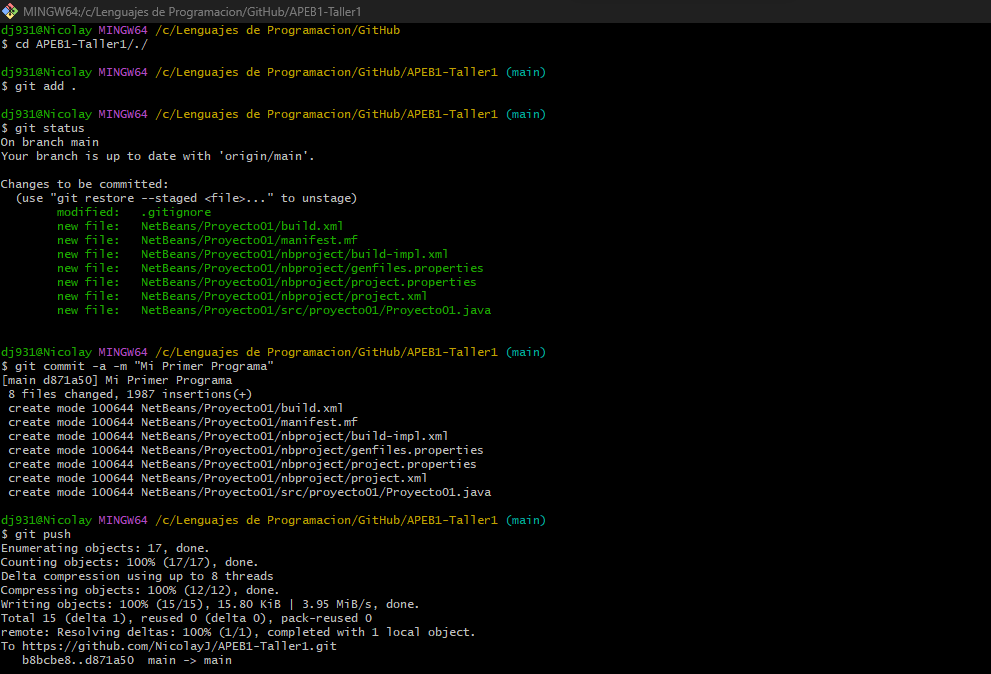 MINGW64:/c/Lenguajes de Programacion/GitHub/APEB1-Taller1
dj931@Nicolay MINGW64 /c/Lenguajes de Programacion/GitHub
$ cd APEB1-Taller1/./
dj931@Nicolay MINGW64 /c/Lenguajes de Programacion/GitHub/APEB1-Taller1 (main)
$ git add .
dj931@Nicolay MINGW64 /c/Lenguajes de Programacion/GitHub/APEB1-Taller1 (main)
$ git status
On branch main
Your branch is up to date with 'origin/main'.
Changes to be committed:
(use "git restore --staged <file>..." to unstage)
modified: .gitignore
new file: NetBeans/Proyecto01/build.xml
new file: NetBeans/Proyecto01/manifest.mf
new file: NetBeans/Proyecto01/nbproject/build-impl.xml
new file: NetBeans/Proyecto01/nbproject/genfiles.properties
new file: NetBeans/Proyecto01/nbproject/project.properties
new file: NetBeans/Proyecto01/nbproject/project.xml
new file: NetBeans/Proyecto01/src/proyecto01/Proyecto01.java
dj931@Nicolay MINGW64 /c/Lenguajes de Programacion/GitHub/APEB1-Taller1 (main)
$ git commit -a -m "Mi Primer Programa"
[main d871a50] Mi Primer Programa
8 files changed, 1987 insertions(+)
create mode 100644 NetBeans/Proyecto01/build.xml
create mode 100644 NetBeans/Proyecto01/manifest.mf
create mode 100644 NetBeans/Proyecto01/nbproject/build-impl.xml
create mode 100644 NetBeans/Proyecto01/nbproject/genfiles.properties
create mode 100644 NetBeans/Proyecto01/nbproject/project.properties
create mode 100644 NetBeans/Proyecto01/nbproject/project.xml
create mode 100644 NetBeans/Proyecto01/src/proyecto01/Proyecto01.java
dj931@Nicolay MINGW64 /c/Lenguajes de Programacion/GitHub/APEB1-Taller1 (main)
$ git push
Enumerating objects: 17, done.
Counting objects: 100% (17/17), done.
Delta compression using up to 8 threads
Compressing objects: 100% (12/12), done.
Writing objects: 100% (15/15), 15.80 KiB | 3.95 MiB/s, done.
Total 15 (delta 1), reused 0 (delta 0), pack-reused 0
remote: Resolving deltas: 100% (1/1), completed with 1 local object.
To https://github.com/NicolayJ/APEB1-Taller1.git
b8bcbe8..d871a50 main -> main